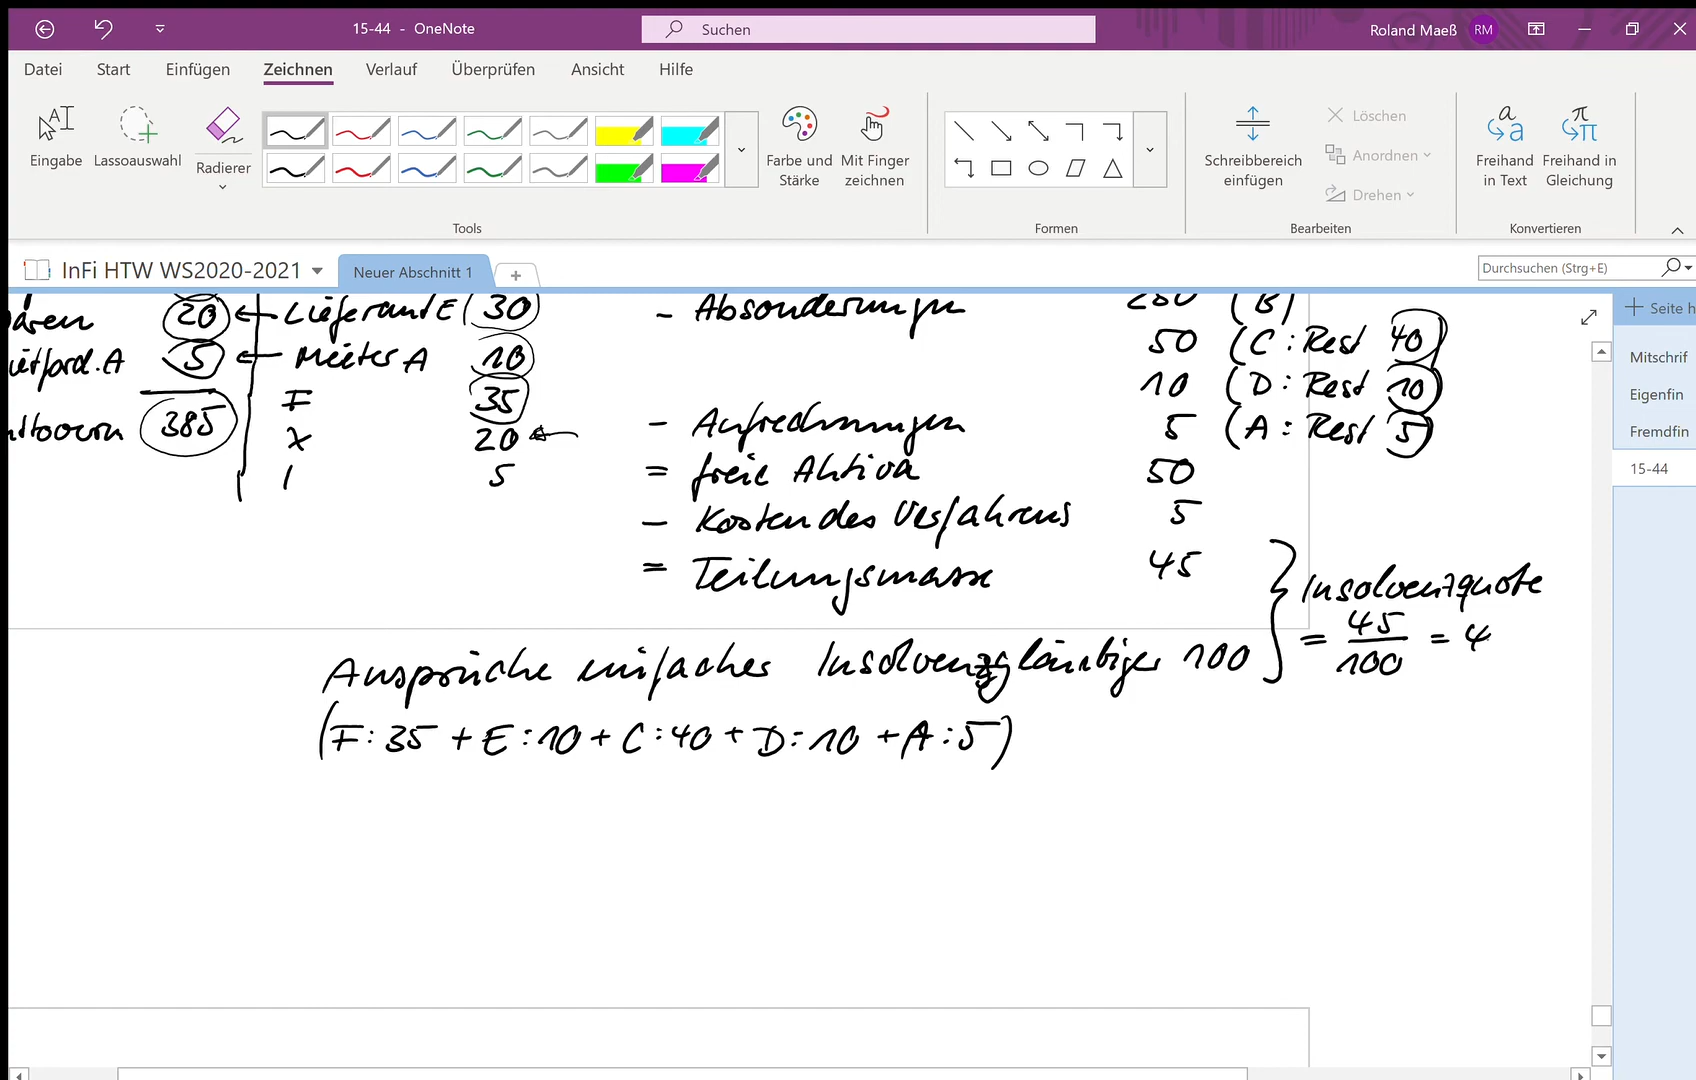 15-44 - OneNote
Suchen
Roland Maeß RM
Datei Start Einfügen Zeichnen Verlauf Überprüfen Ansicht Hilfe
Eingabe Lassoauswahl Radierer
Farbe und Stärke
Mit Finger zeichnen
Schreibbereich einfügen
Löschen
Anordnen
Drehen
Freihand in Text
Freihand in Gleichung
Tools Formen Bearbeiten Konvertieren
InFi HTW WS2020-2021 Neuer Abschnitt 1 +
Durchsuchen (Strg+E)
Seite h
Mitschrif
Eigenfin
Fremdfin
15-44
20 ← Lieferant E 30
5 ← Mieter A 10
385 F 35
X 20 ←
5
- Absonderungen 280 (B)
50 (C: Rest 40)
10 (D: Rest 10)
- Aufrechnungen 5 (A: Rest 5)
= freie Aktiva 50
- Kosten des Verfahrens 5
= Teilungsmasse 45
Ansprüche einfacher Insolvenzgläubiger 100
Insolvenzquote
= 45/100 = 4
(F: 35 + E: 10 + C: 40 + D: 10 + A: 5)